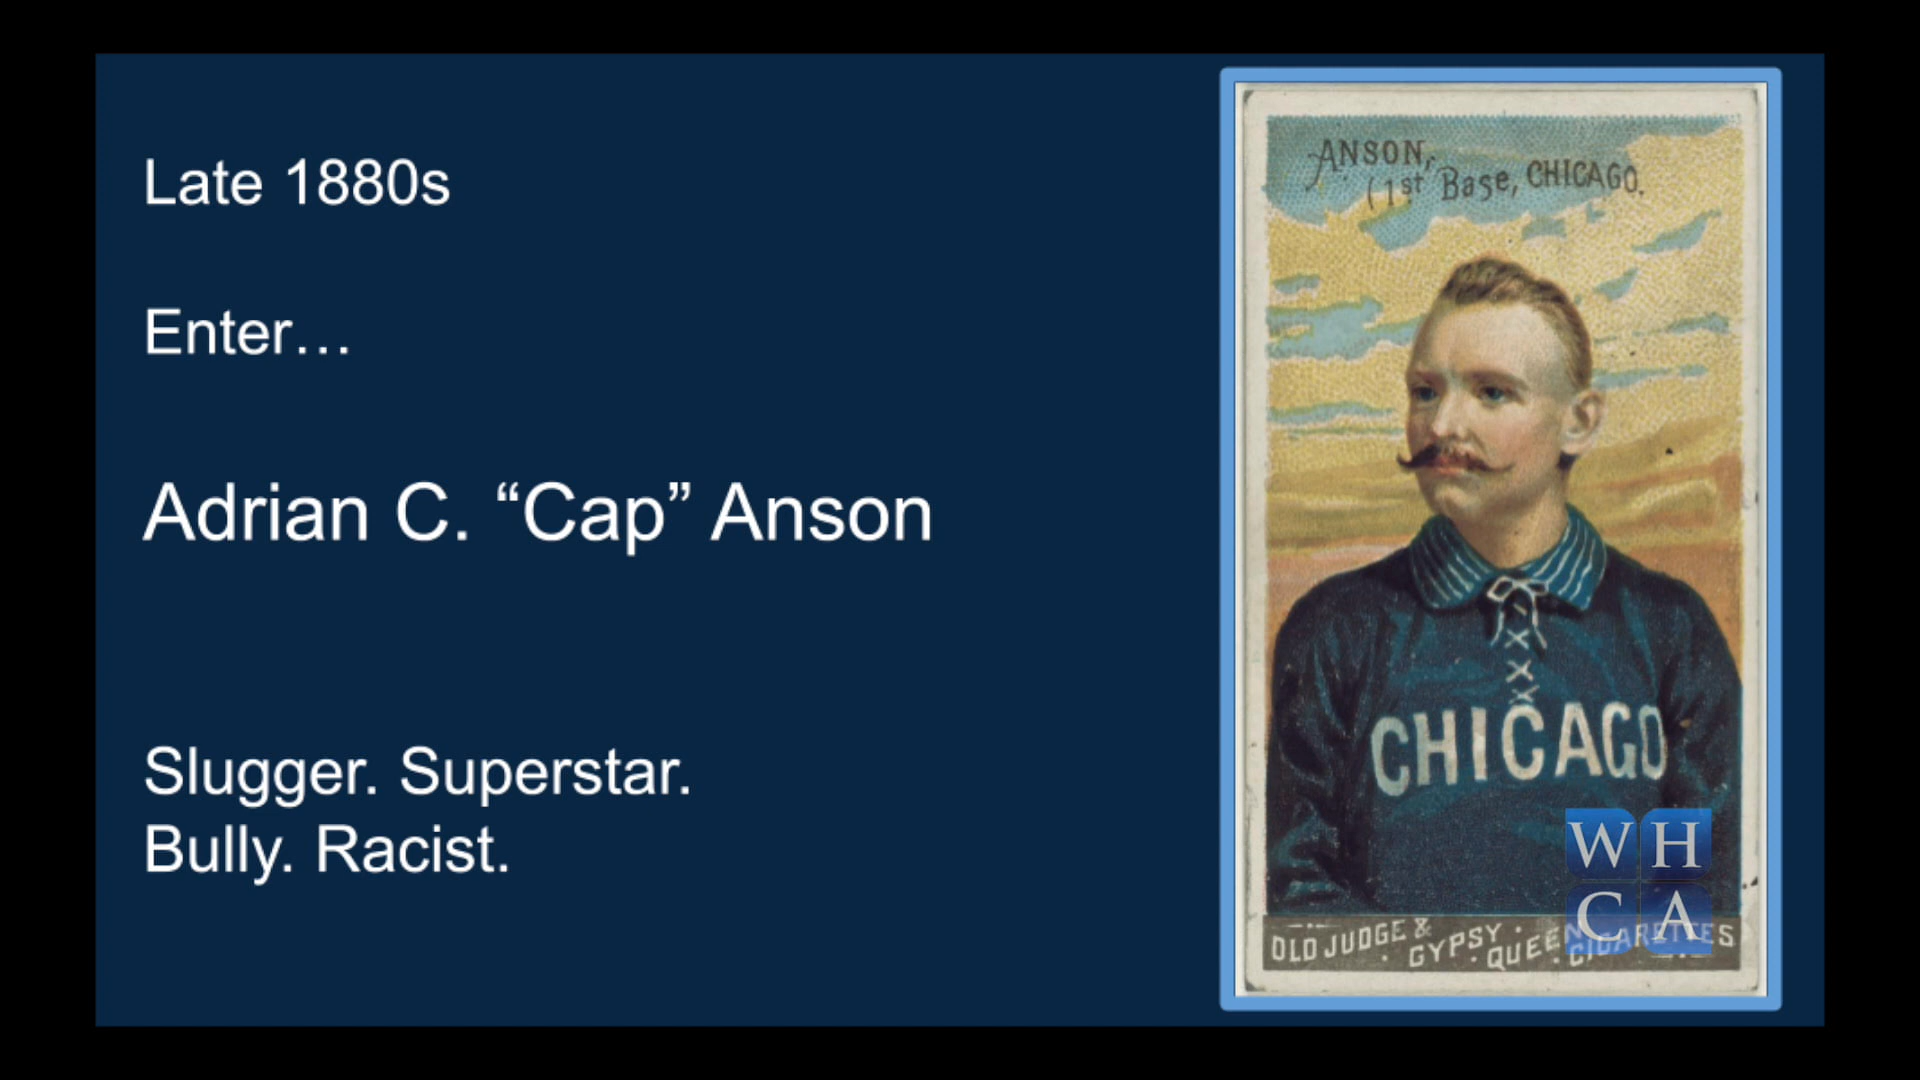 Late 1880s
Enter…
Adrian C. “Cap” Anson
Slugger. Superstar.
Bully. Racist.
ANSON,
(1st Base, CHICAGO.
CHICAGO
OLD JUDGE & GYPSY QUEEN CIGARETTES
W H
C A